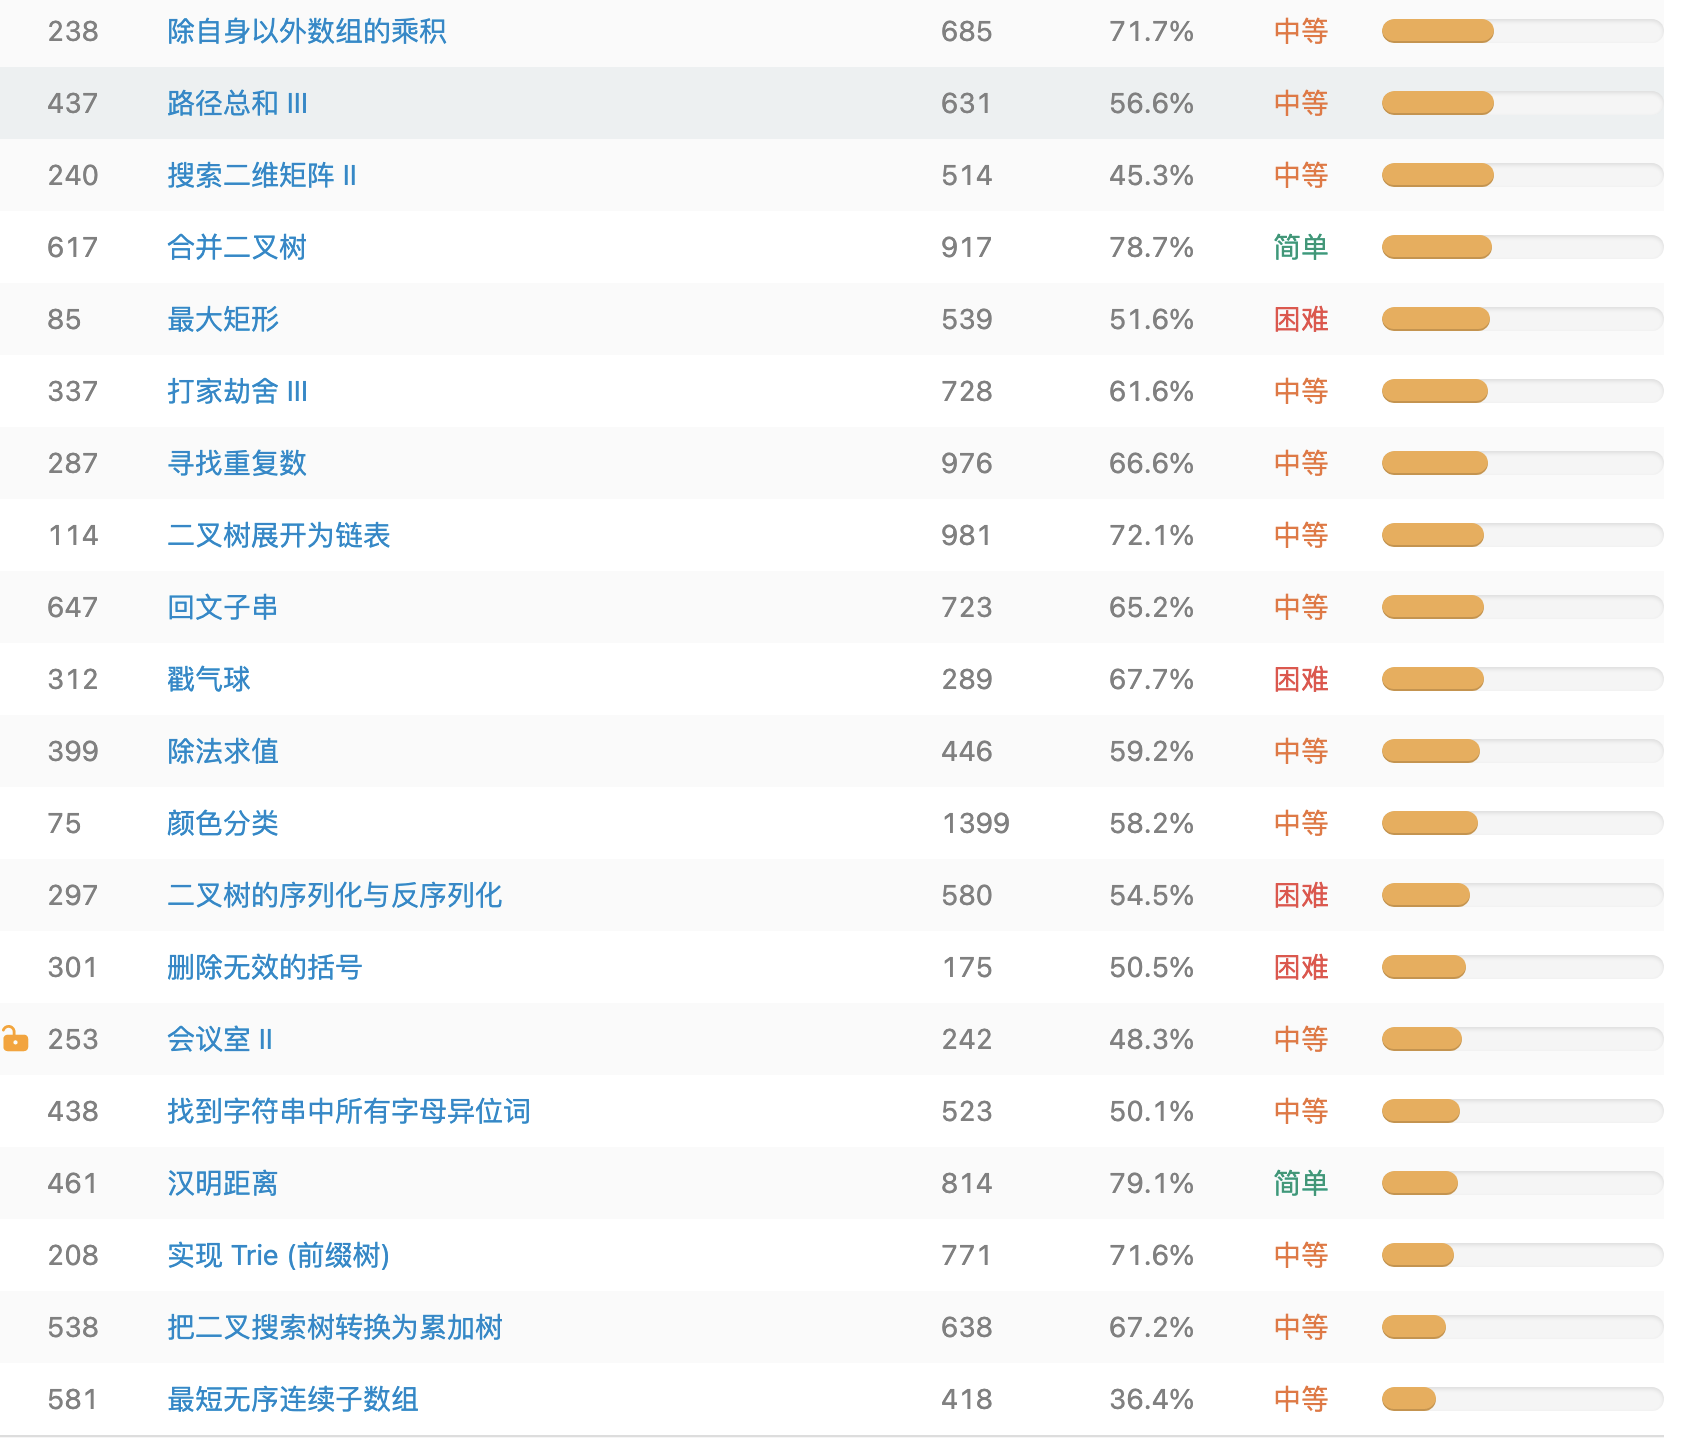 238 除自身以外数组的乘积 685 71.7% 中等
437 路径总和 III 631 56.6% 中等
240 搜索二维矩阵 II 514 45.3% 中等
617 合并二叉树 917 78.7% 简单
85 最大矩形 539 51.6% 困难
337 打家劫舍 III 728 61.6% 中等
287 寻找重复数 976 66.6% 中等
114 二叉树展开为链表 981 72.1% 中等
647 回文子串 723 65.2% 中等
312 戳气球 289 67.7% 困难
399 除法求值 446 59.2% 中等
75 颜色分类 1399 58.2% 中等
297 二叉树的序列化与反序列化 580 54.5% 困难
301 删除无效的括号 175 50.5% 困难
253 会议室 II 242 48.3% 中等
438 找到字符串中所有字母异位词 523 50.1% 中等
461 汉明距离 814 79.1% 简单
208 实现 Trie (前缀树) 771 71.6% 中等
538 把二叉搜索树转换为累加树 638 67.2% 中等
581 最短无序连续子数组 418 36.4% 中等